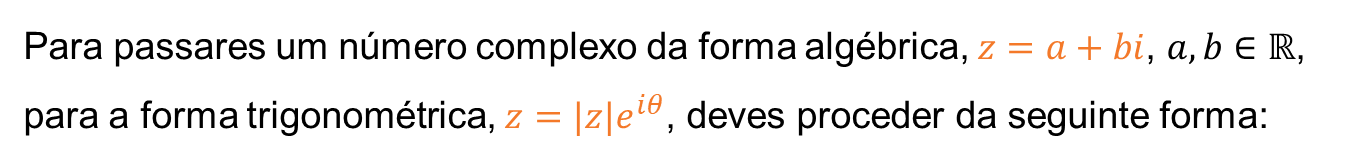 Para passares um número complexo da forma algébrica, z = a + bi, a, b ∈ ℝ,
para a forma trigonométrica, z = |z|e^{iθ}, deves proceder da seguinte forma: